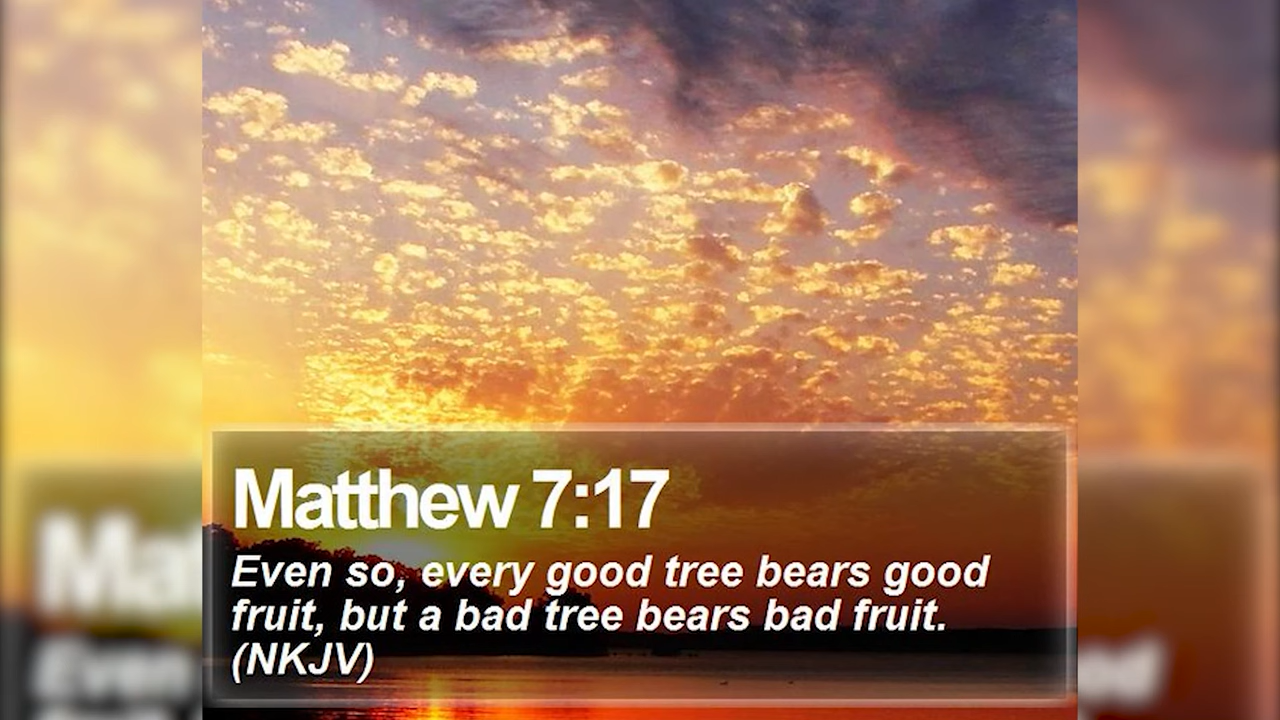 Matthew 7:17
Even so, every good tree bears good
fruit, but a bad tree bears bad fruit.
(NKJV)